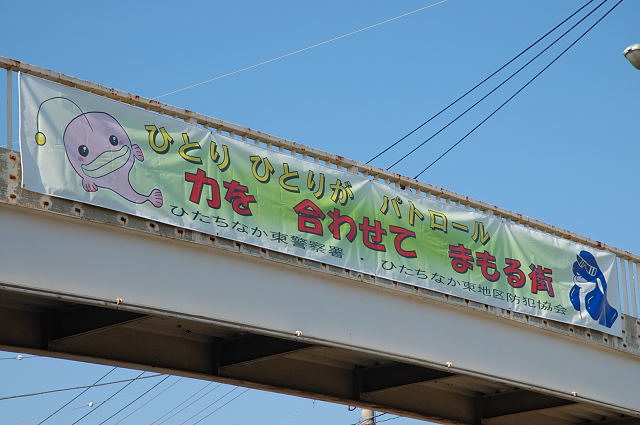 ひとり ひとりが パトロール
力を 合わせて まもる街
ひたちなか東警察署・ひたちなか東地区防犯協会